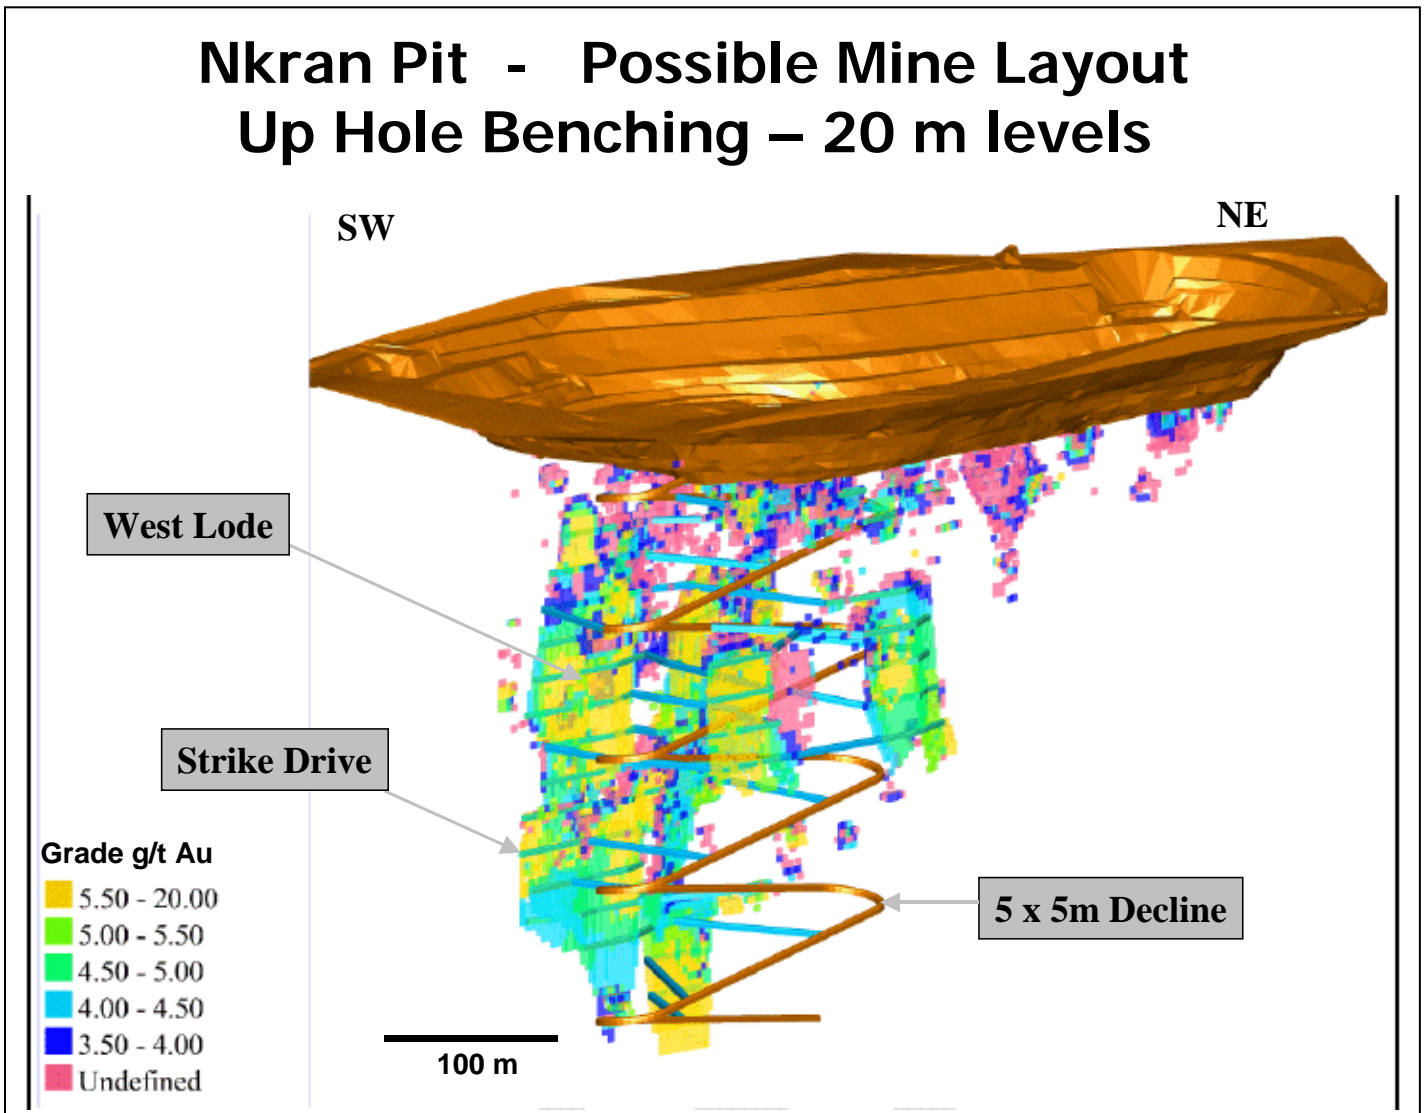 Nkran Pit - Possible Mine Layout
Up Hole Benching – 20 m levels
SW
NE
West Lode
Strike Drive
Grade g/t Au
5.50 - 20.00
5.00 - 5.50
4.50 - 5.00
4.00 - 4.50
3.50 - 4.00
Undefined
5 x 5m Decline
100 m